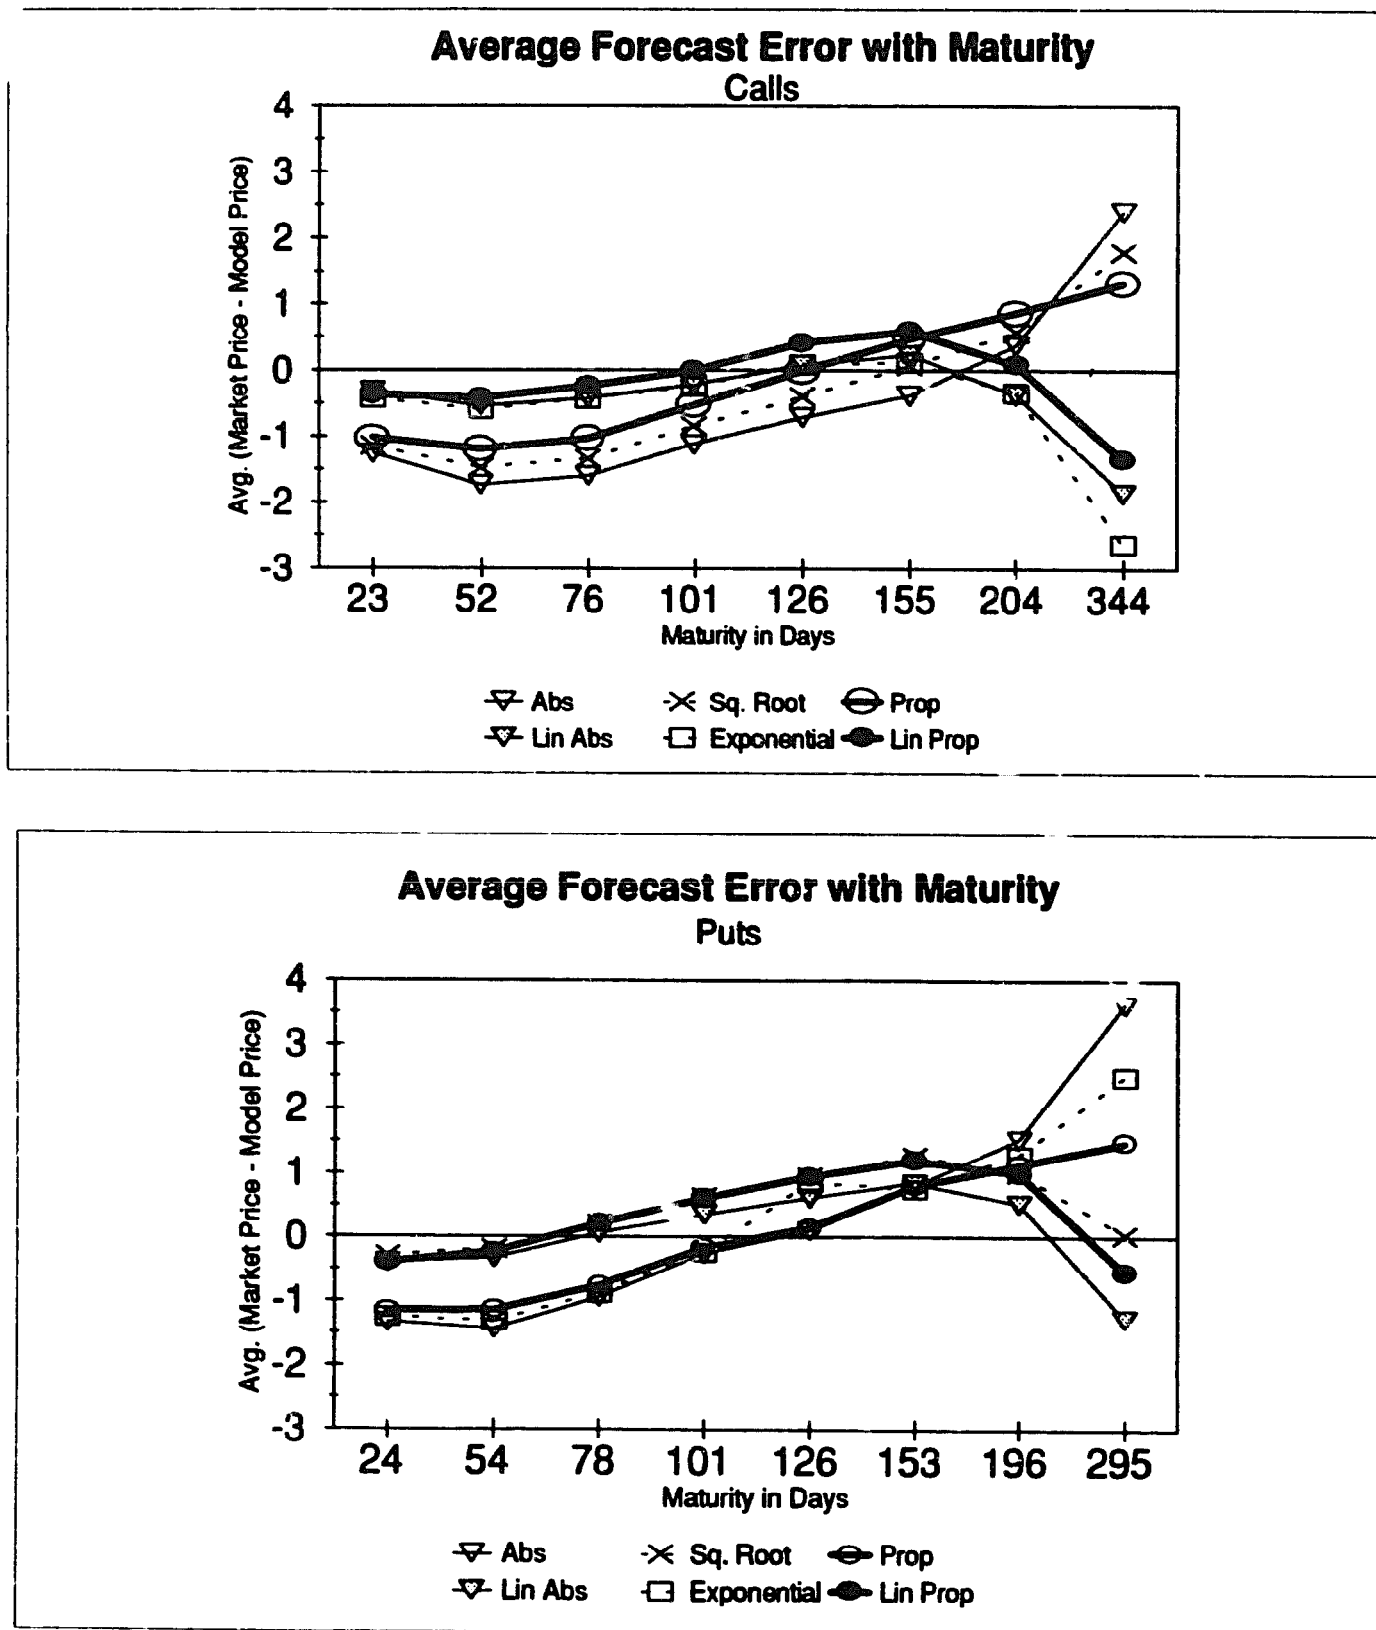 Average Forecast Error with Maturity
Calls
Avg. (Market Price - Model Price)
4
3
2
1
0
-1
-2
-3
23 52 76 101 126 155 204 344
Maturity in Days
Abs Sq. Root Prop
Lin Abs Exponential Lin Prop
Average Forecast Error with Maturity
Puts
Avg. (Market Price - Model Price)
4
3
2
1
0
-1
-2
-3
24 54 78 101 126 153 196 295
Maturity in Days
Abs Sq. Root Prop
Lin Abs Exponential Lin Prop